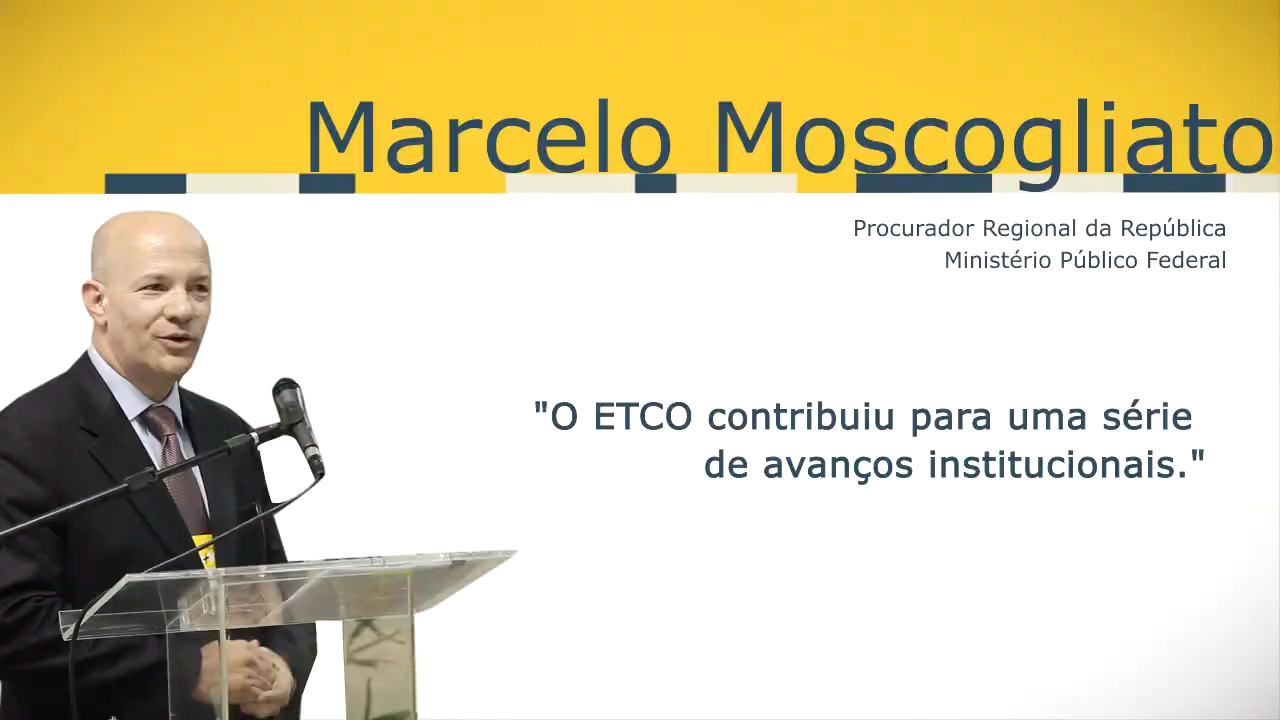 Marcelo Moscogliato
Procurador Regional da República
Ministério Público Federal
"O ETCO contribuiu para uma série
de avanços institucionais."